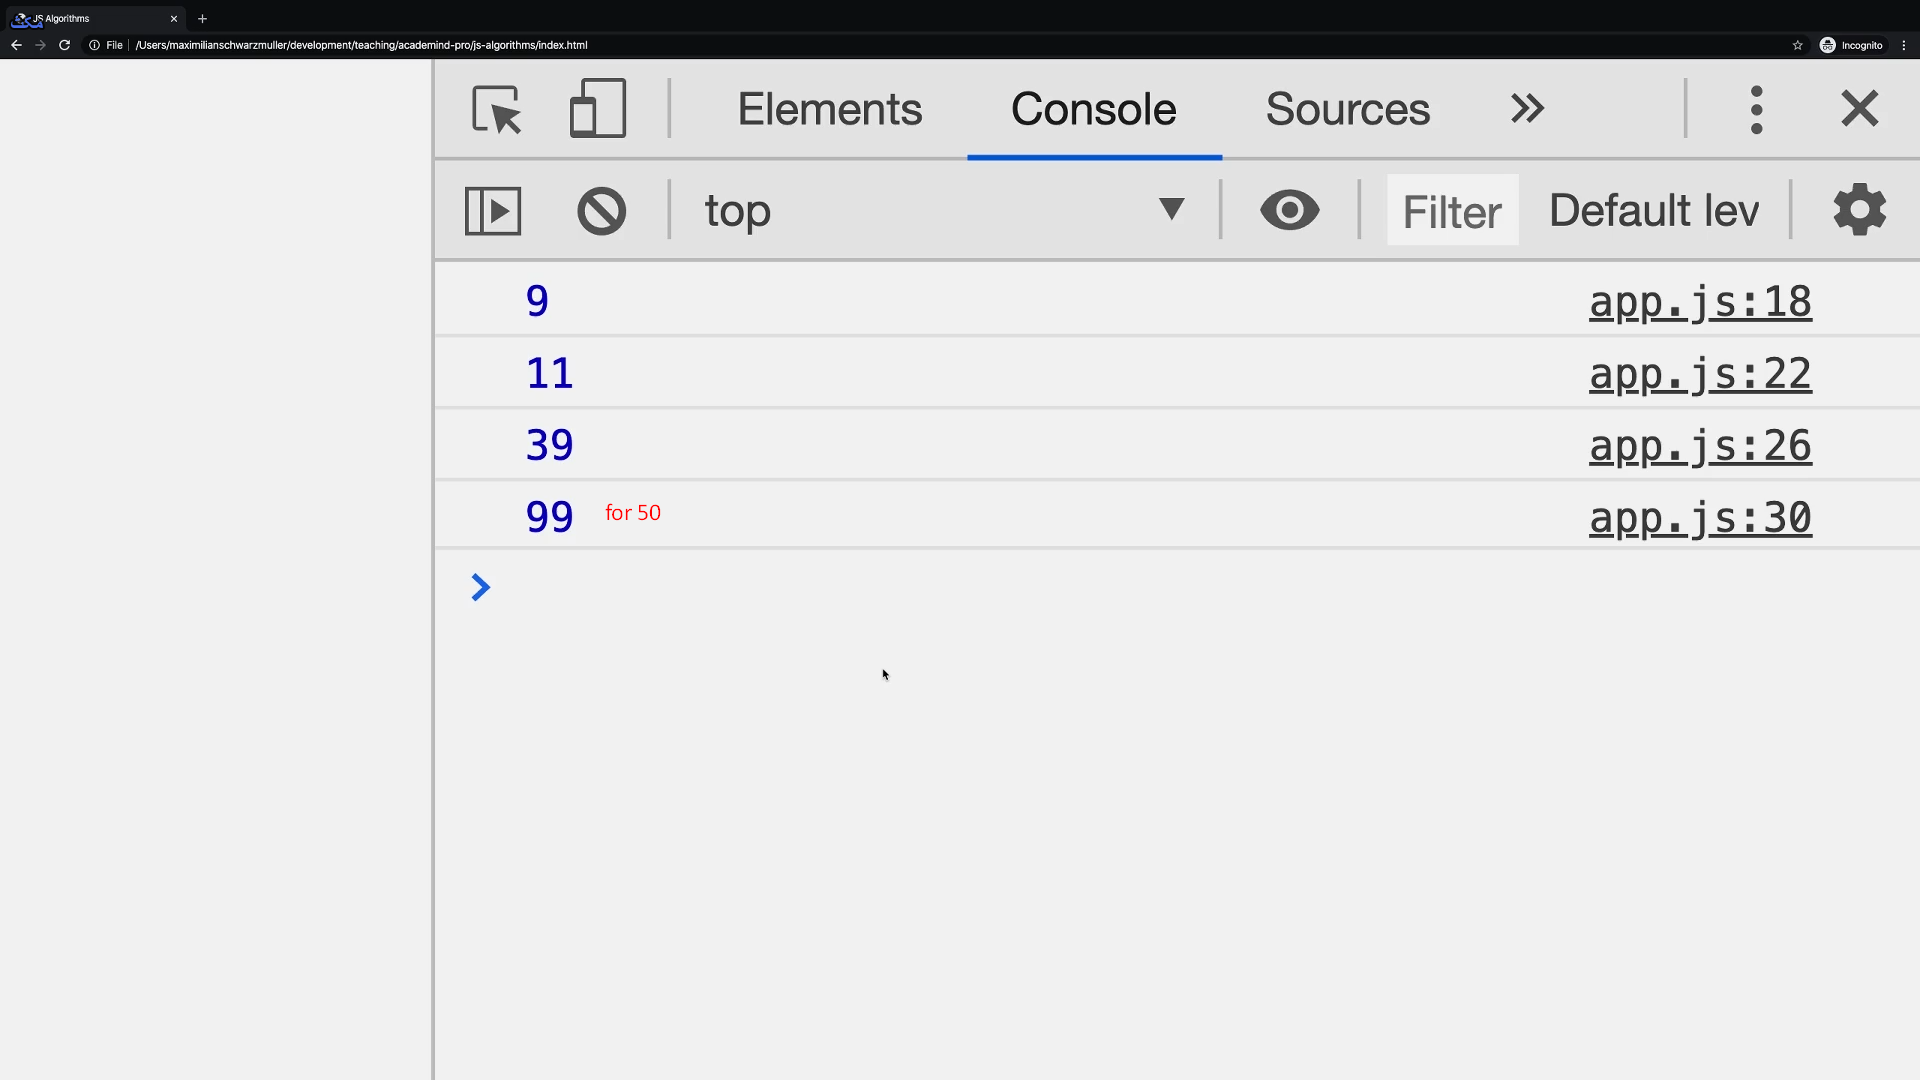 JS Algorithms
File /Users/maximilianschwarzmuller/development/teaching/academind-pro/js-algorithms/index.html
Incognito
Elements Console Sources
top Filter Default lev
9 app.js:18
11 app.js:22
39 app.js:26
99 for 50 app.js:30